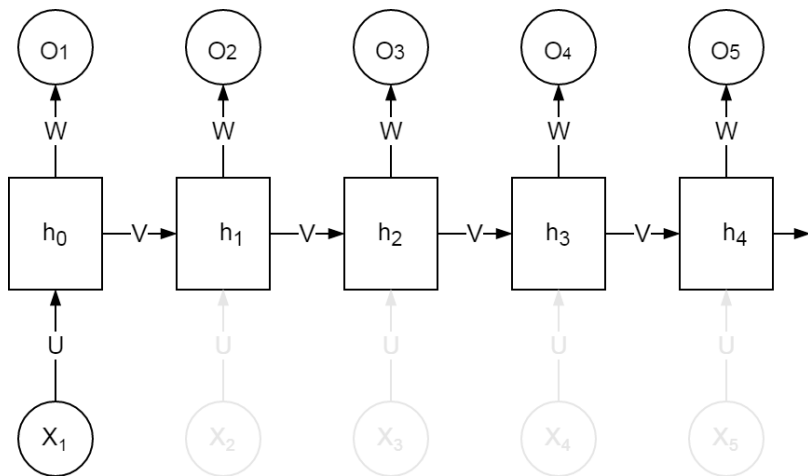 O1 O2 O3 O4 O5
W W W W W
h0 V h1 V h2 V h3 V h4
U U U U U
X1 X2 X3 X4 X5